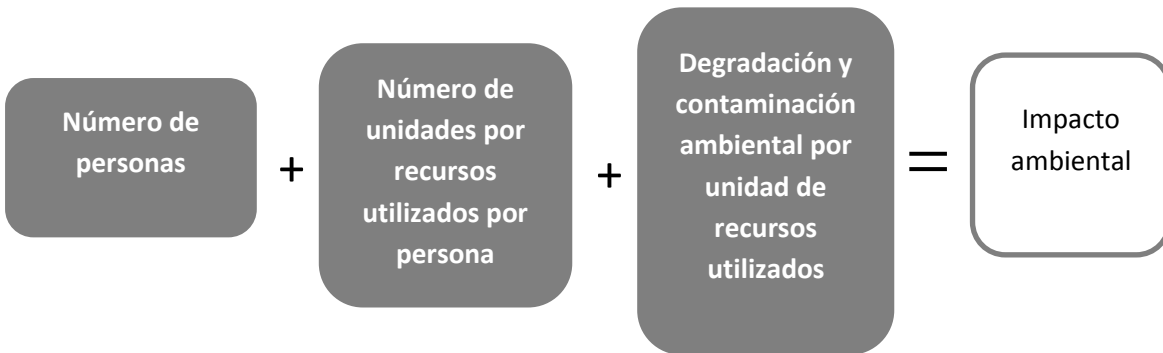 Número de
personas
+
Número de
unidades por
recursos
utilizados por
persona
+
Degradación y
contaminación
ambiental por
unidad de
recursos
utilizados
=
Impacto
ambiental